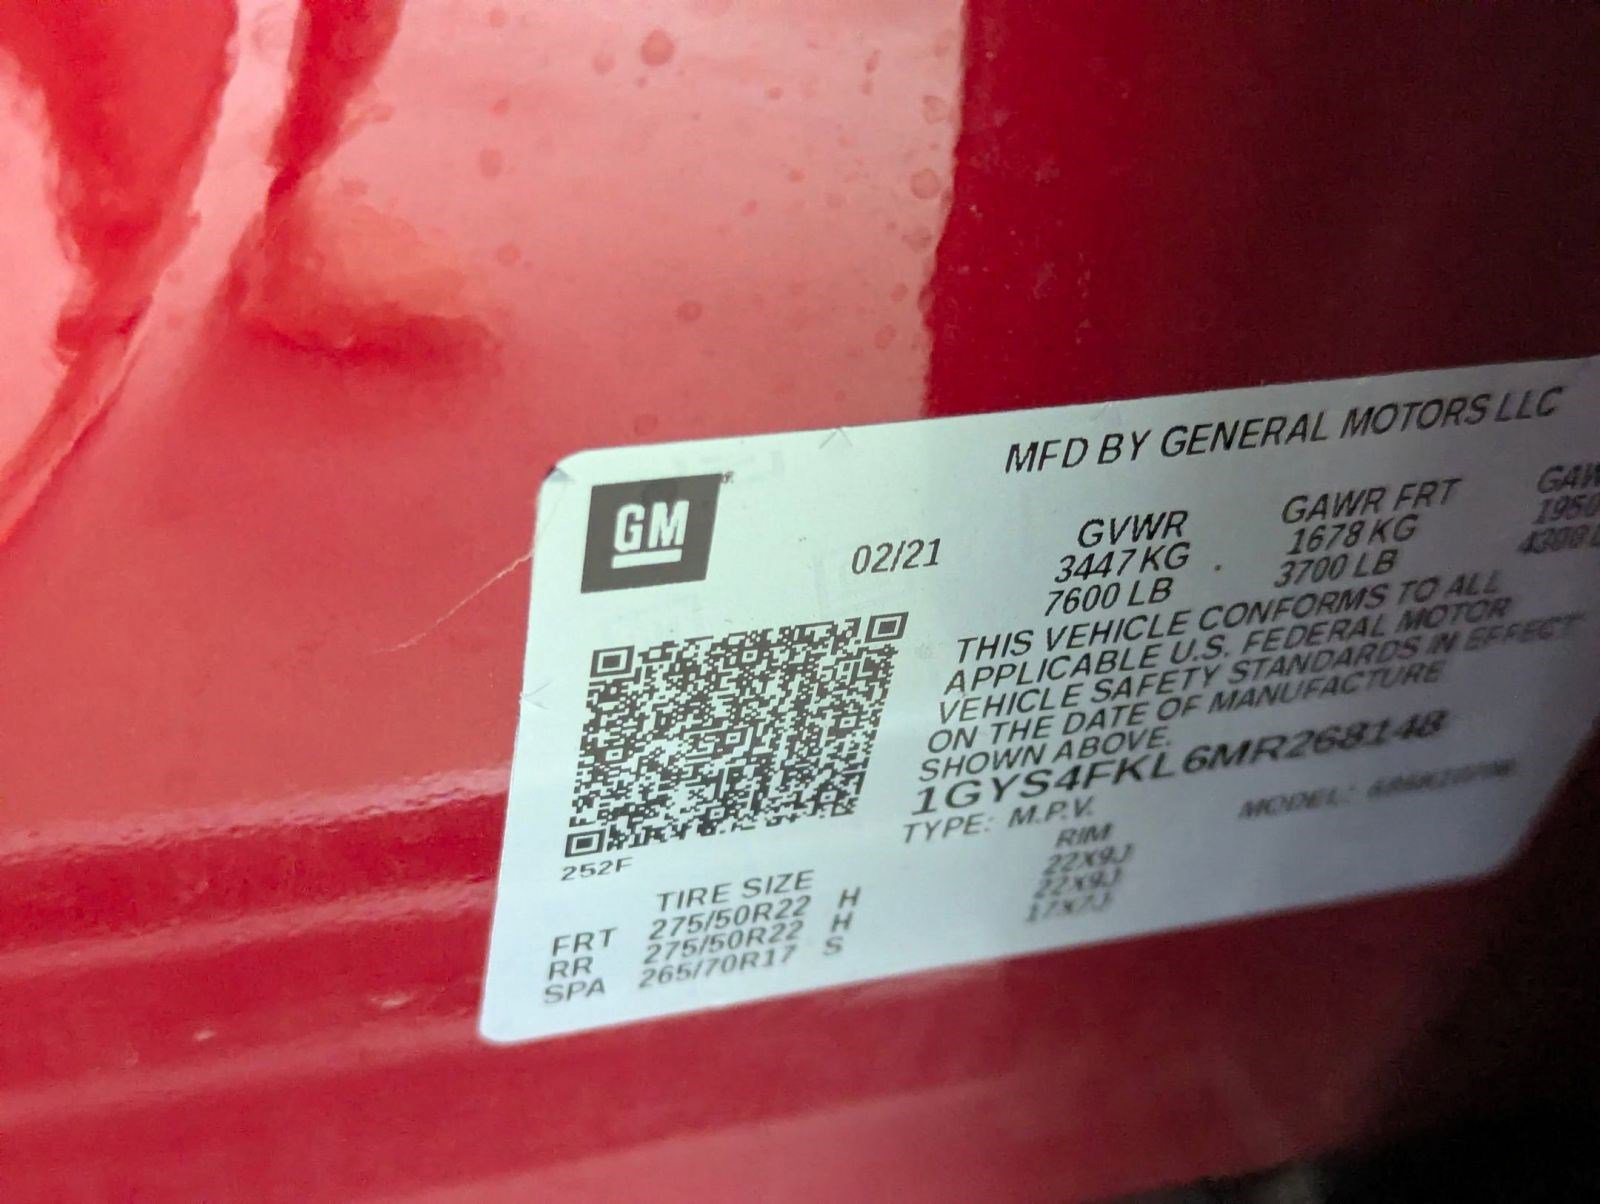 MFD BY GENERAL MOTORS LLC
GM
02/21
GVWR
3447 KG
7600 LB
GAWR FRT
1678 KG
3700 LB
THIS VEHICLE CONFORMS TO ALL
APPLICABLE U.S. FEDERAL MOTOR
VEHICLE SAFETY STANDARDS IN EFFECT
ON THE DATE OF MANUFACTURE
SHOWN ABOVE.
1GYS4FKL6MR268148
TYPE: M.P.V. MODEL:
252F
TIRE SIZE RIM
FRT 275/50R22 H 22X9J
RR 275/50R22 H 22X9J
SPA 265/70R17 S 17X7J